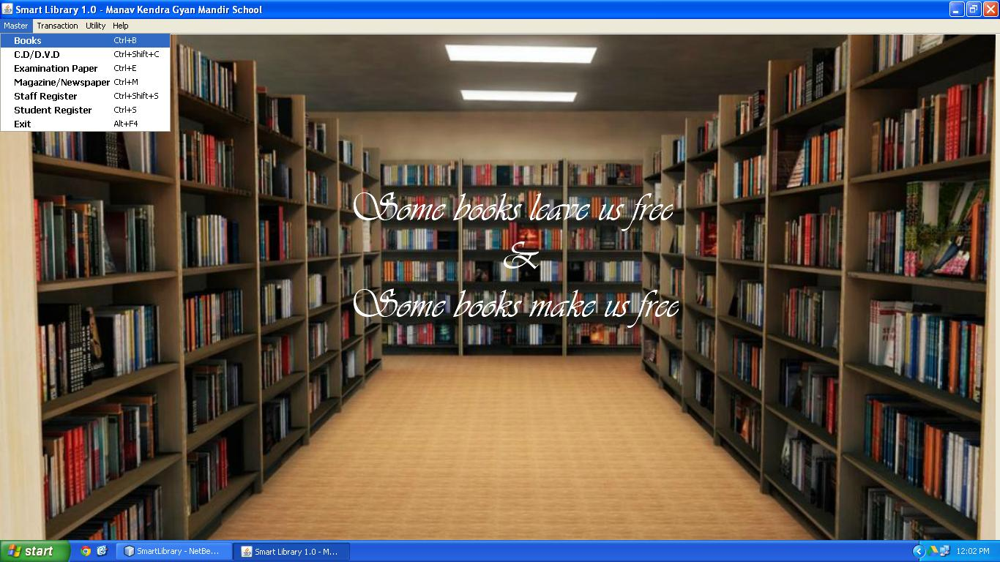 Smart Library 1.0 - Manav Kendra Gyan Mandir School
Master Transaction Utility Help
Books Ctrl+B
C.D/D.V.D Ctrl+Shift+C
Examination Paper Ctrl+E
Magazine/Newspaper Ctrl+M
Staff Register Ctrl+Shift+S
Student Register Ctrl+S
Exit Alt+F4
Some books leave us free
&
Some books make us free
start SmartLibrary - NetBe... Smart Library 1.0 - M... 12:02 PM